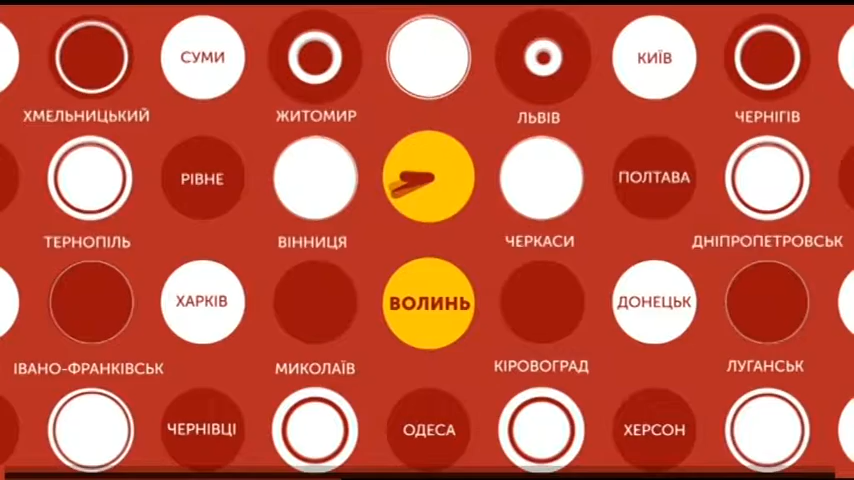 СУМИ
КИЇВ
ХМЕЛЬНИЦЬКИЙ
ЖИТОМИР
ЛЬВІВ
ЧЕРНІГІВ
РІВНЕ
ПОЛТАВА
ТЕРНОПІЛЬ
ВІННИЦЯ
ЧЕРКАСИ
ДНІПРОПЕТРОВСЬК
ХАРКІВ
ВОЛИНЬ
ДОНЕЦЬК
ІВАНО-ФРАНКІВСЬК
МИКОЛАЇВ
КІРОВОГРАД
ЛУГАНСЬК
ЧЕРНІВЦІ
ОДЕСА
ХЕРСОН